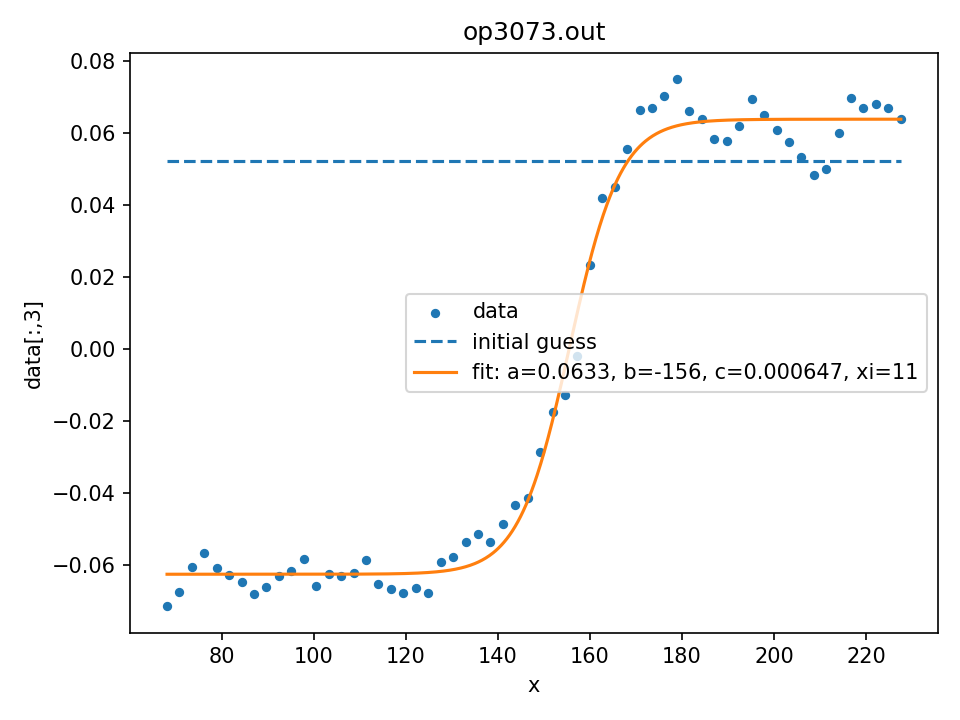 op3073.out
0.08
0.06
0.04
0.02
0.00
−0.02
−0.04
−0.06
data[:,3]
data
initial guess
fit: a=0.0633, b=-156, c=0.000647, xi=11
80
100
120
140
160
180
200
220
x